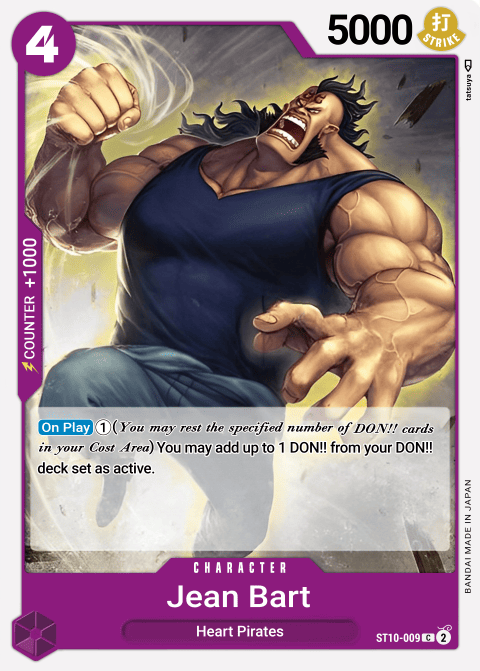 4
5000
打
STRIKE
tatsuya
COUNTER +1000
On Play ① (You may rest the specified number of DON!! cards
in your Cost Area) You may add up to 1 DON!! from your DON!!
deck set as active.
BANDAI MADE IN JAPAN
CHARACTER
Jean Bart
Heart Pirates
ST10-009 C 2